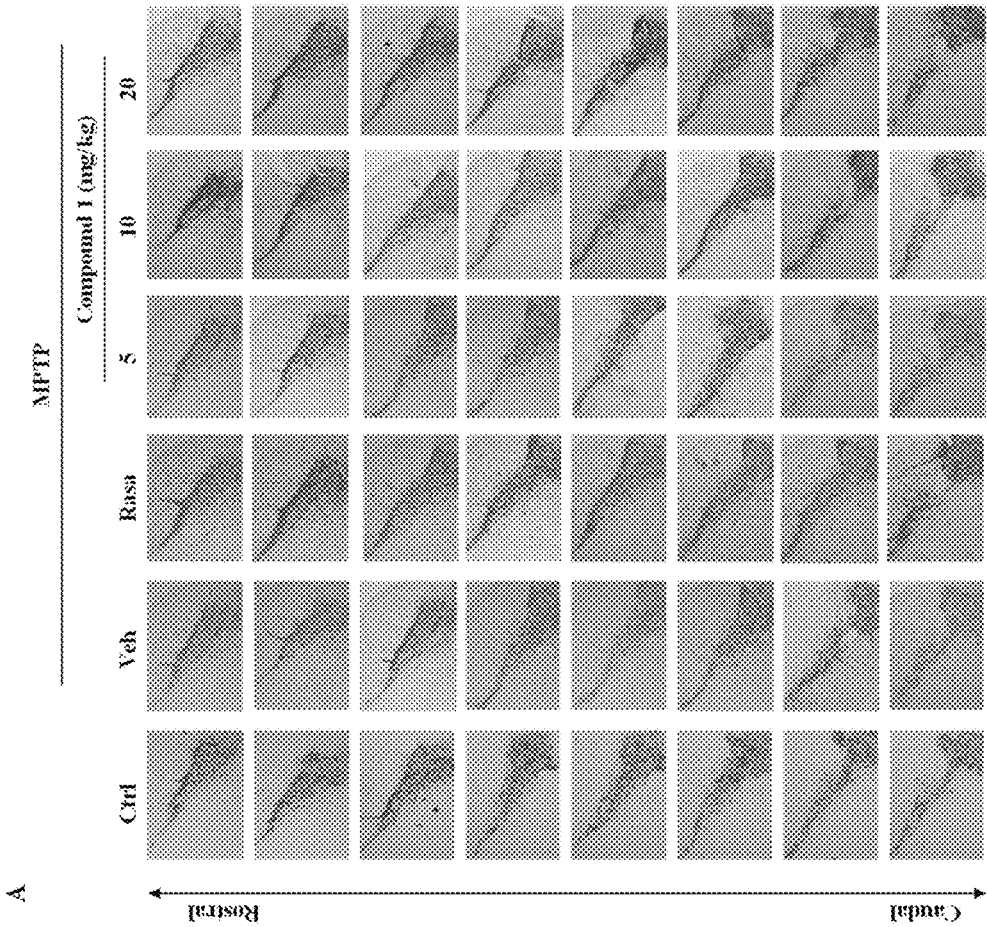 A
MPTP
Compound 1 (mg/kg)
Ctrl Veh Rasa 5 10 20
Rostral
Caudal